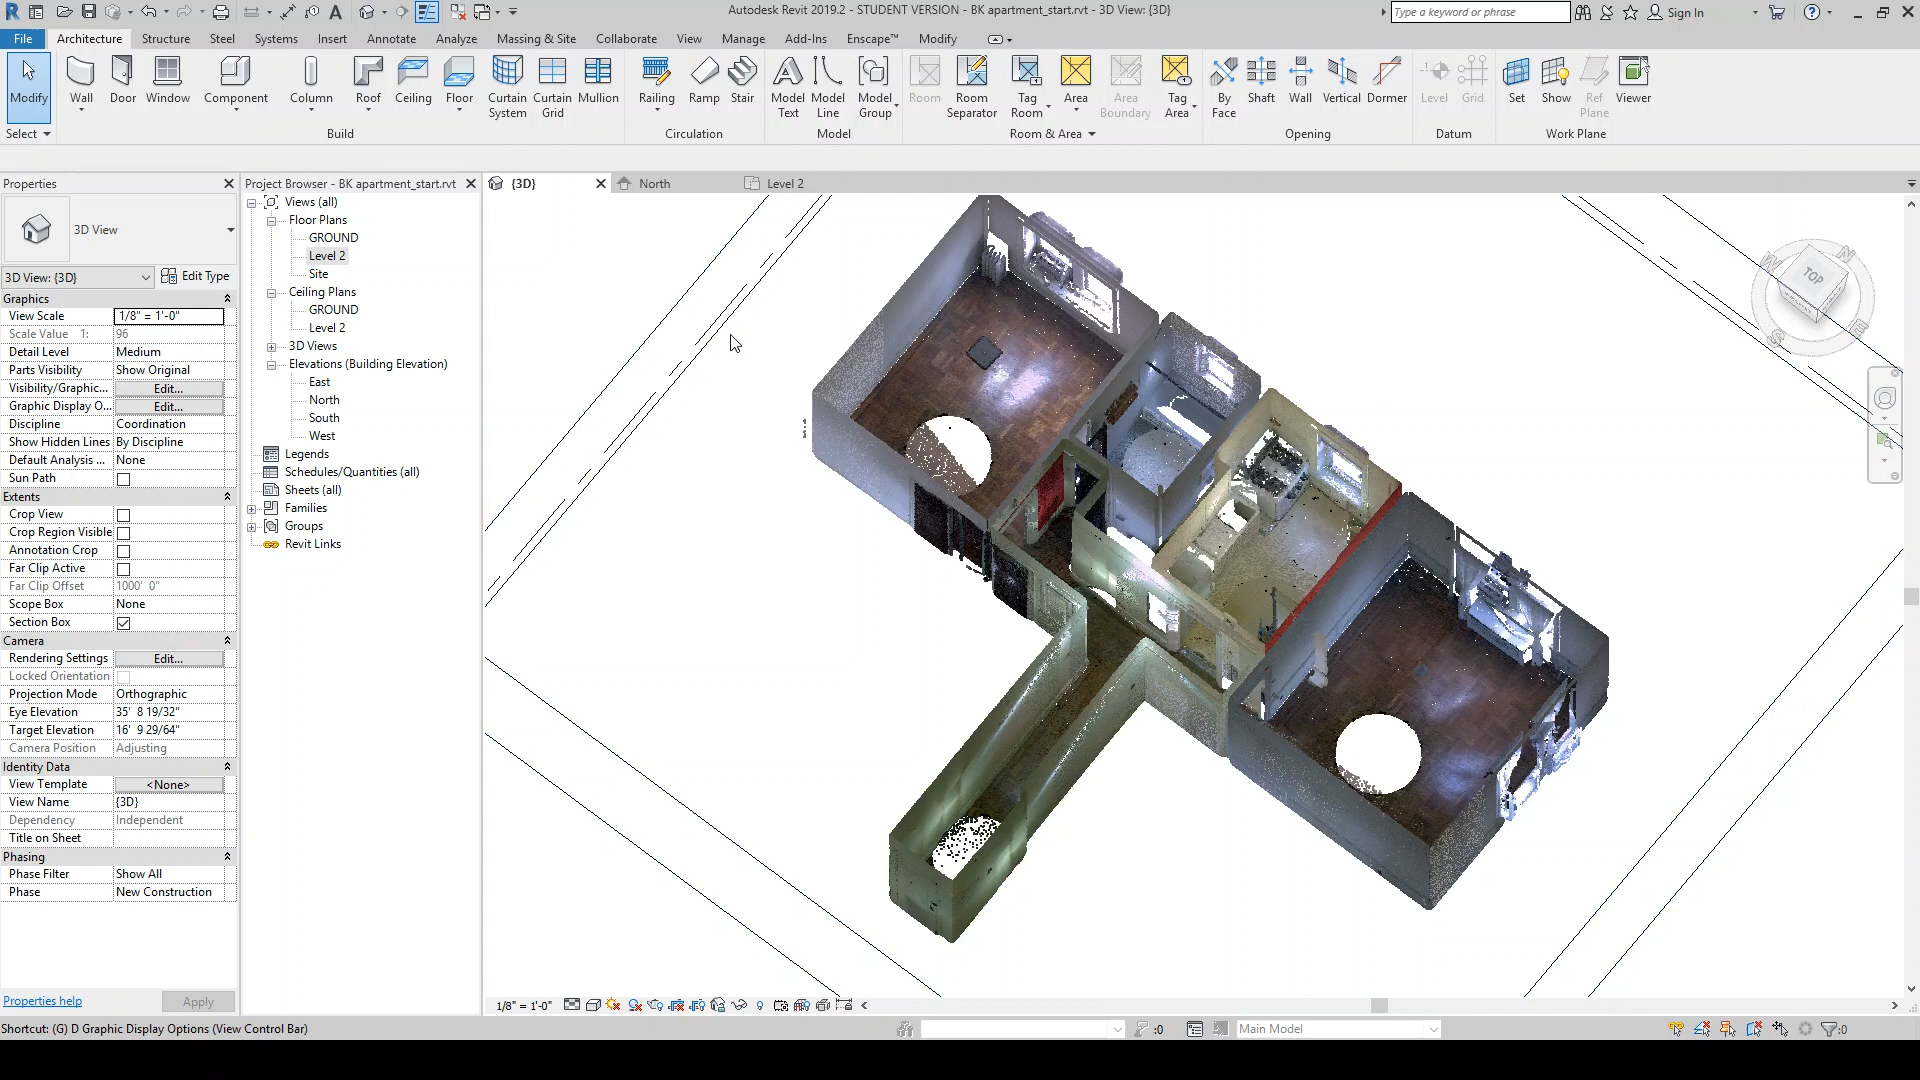 Autodesk Revit 2019.2 - STUDENT VERSION - BK apartment_start.rvt - 3D View: {3D}
Type a keyword or phrase
Sign In
File Architecture Structure Steel Systems Insert Annotate Analyze Massing & Site Collaborate View Manage Add-Ins Enscape™ Modify
Modify Wall Door Window Component Column Roof Ceiling Floor Curtain System Curtain Grid Mullion Railing Ramp Stair Model Text Model Line Model Group Room Room Separator Tag Room Area Area Boundary Tag Area By Face Shaft Wall Vertical Dormer Level Grid Set Show Ref Plane Viewer
Select Build Circulation Model Room & Area Opening Datum Work Plane
Properties
3D View
3D View: {3D} Edit Type
Graphics
View Scale 1/8" = 1'-0"
Scale Value 1: 96
Detail Level Medium
Parts Visibility Show Original
Visibility/Graphic... Edit...
Graphic Display O... Edit...
Discipline Coordination
Show Hidden Lines By Discipline
Default Analysis ... None
Sun Path
Extents
Crop View
Crop Region Visible
Annotation Crop
Far Clip Active
Far Clip Offset 1000' 0"
Scope Box None
Section Box
Camera
Rendering Settings Edit...
Locked Orientation
Projection Mode Orthographic
Eye Elevation 35' 8 19/32"
Target Elevation 16' 9 29/64"
Camera Position Adjusting
Identity Data
View Template <None>
View Name {3D}
Dependency Independent
Title on Sheet
Phasing
Phase Filter Show All
Phase New Construction
Properties help Apply
Project Browser - BK apartment_start.rvt
Views (all)
Floor Plans
GROUND
Level 2
Site
Ceiling Plans
GROUND
Level 2
3D Views
Elevations (Building Elevation)
East
North
South
West
Legends
Schedules/Quantities (all)
Sheets (all)
Families
Groups
Revit Links
{3D} North Level 2
TOP
N
W
S
E
1/8" = 1'-0"
Shortcut: (G) D Graphic Display Options (View Control Bar)
:0
Main Model
:0